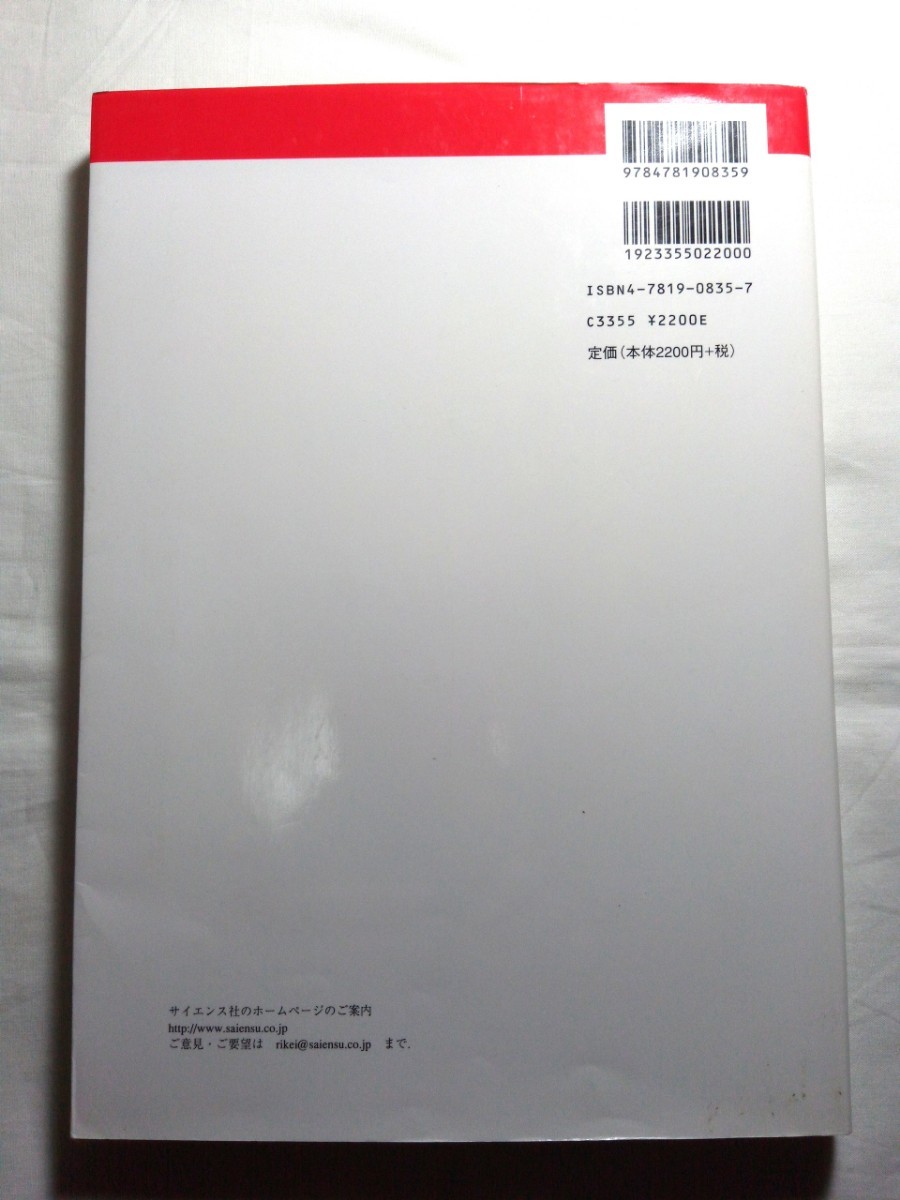 9784781908359
1923355022000
ISBN4-7819-0835-7
C3355 ¥2200E
定価(本体2200円+税)
サイエンス社のホームページのご案内
http://www.saiensu.co.jp
ご意見・ご要望は rikei@saiensu.co.jp まで.